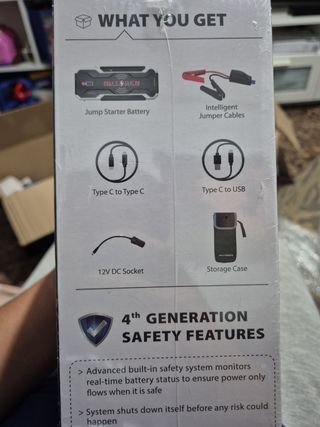 WHAT YOU GET
Jump Starter Battery
Intelligent
Jumper Cables
Type C to Type C
Type C to USB
12V DC Socket
Storage Case
4th GENERATION
SAFETY FEATURES
> Advanced built-in safety system monitors
real-time battery status to ensure power only
flows when it is safe
> System shuts down itself before any risk could
happen